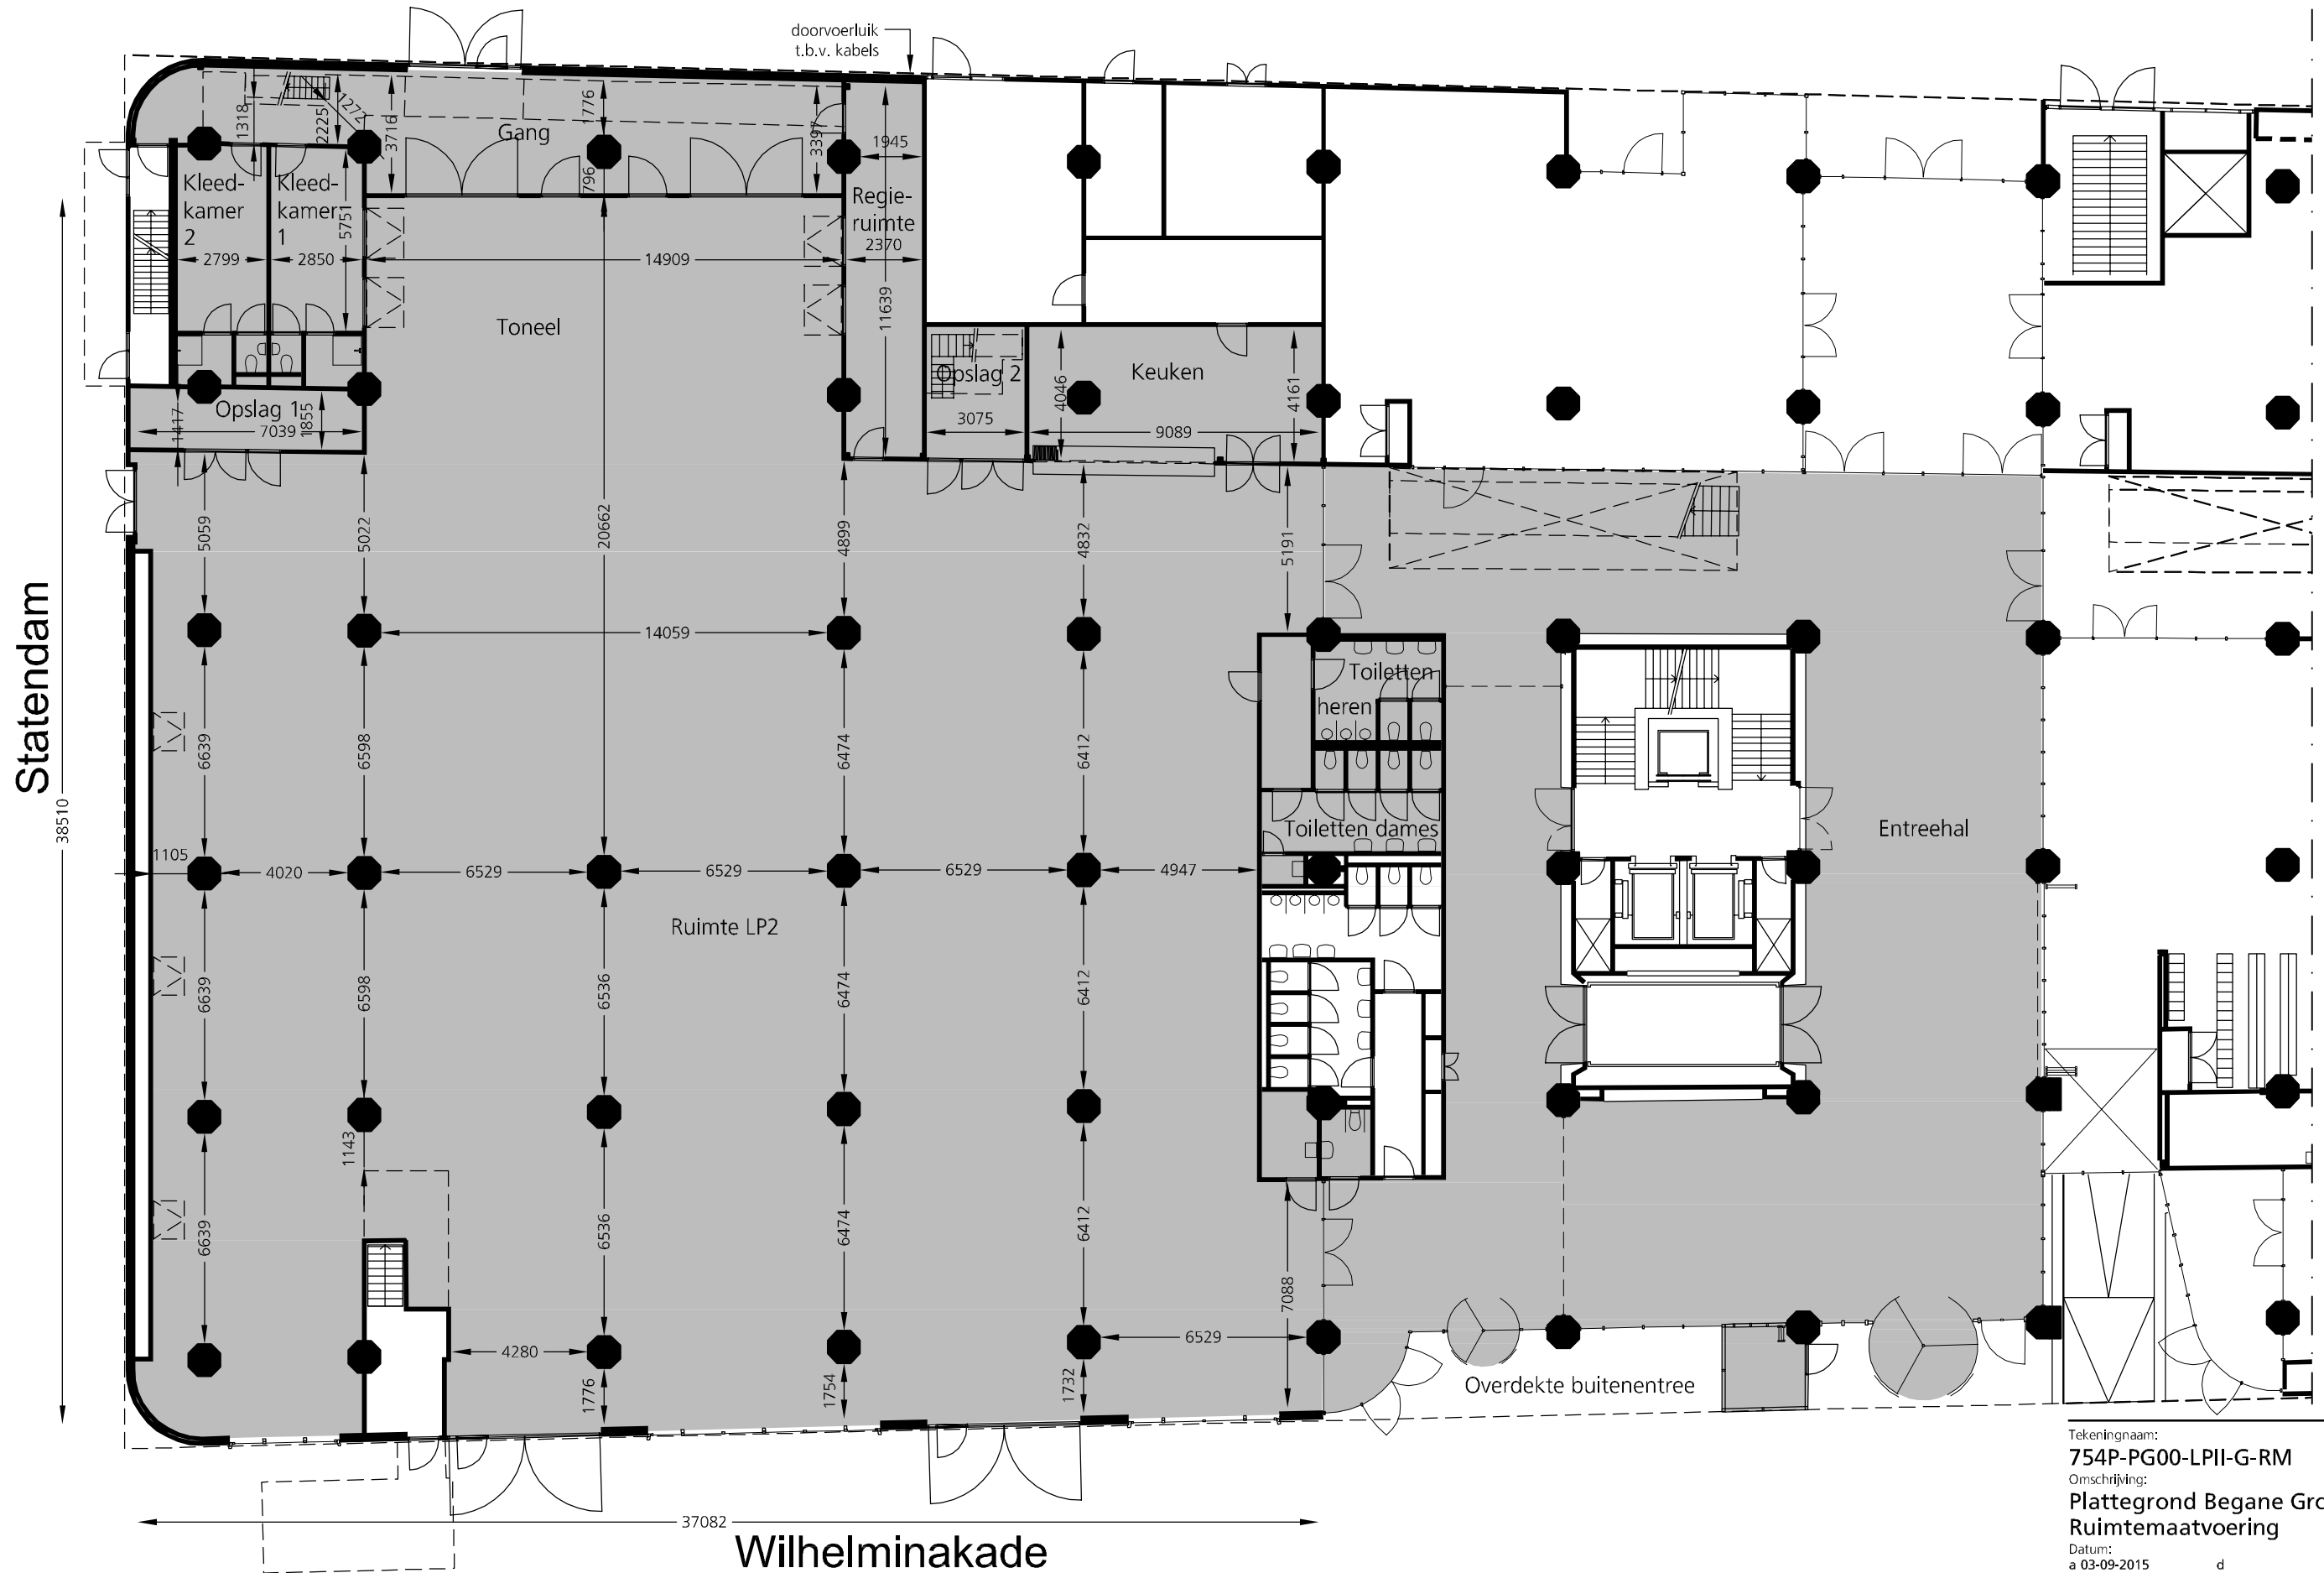 doorvoerluik
t.b.v. kabels
1318
2225
1272
3716
1776
3397
Gang
1945
796
Kleed-
kamer
2
Kleed-
kamer
1
5751
Regie-
ruimte
2370
2799
2850
14909
11639
Toneel
Opslag 2
Keuken
4046
4161
3075
9089
Opslag 1
1417
1855
7039
5059
5022
20662
4899
4832
5191
14059
Statendam
38510
Toiletten
heren
6639
6598
6474
6412
Toiletten dames
Entreehal
1105
4020
6529
6529
6529
4947
Ruimte LP2
6639
6598
6536
6474
6412
1143
6639
6536
6474
6412
7088
6529
4280
1776
1754
1732
Overdekte buitenentree
37082
Wilhelminakade
Tekeningnaam:
754P-PG00-LPII-G-RM
Omschrijving:
Plattegrond Begane Gro
Ruimtemaatvoering
Datum:
a 03-09-2015 d